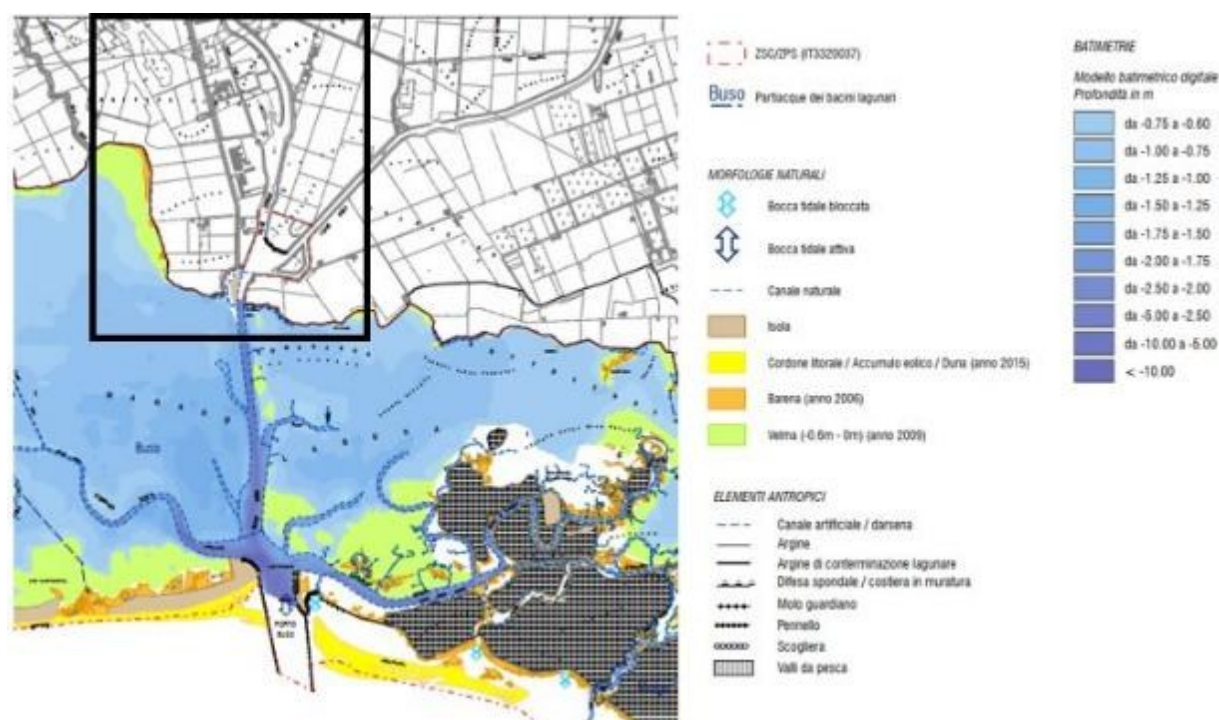 ZSC/ZPS (IT3320037)
Buso
Partiacque dei bacini lagunari
MORFOLOGIE NATURALI
Bocca tidale bloccata
Bocca tidale attiva
Canale naturale
Isola
Cordone litorale / Accumulo eolico / Duna (anno 2015)
Barena (anno 2006)
Velma (-0.6m - 0m) (anno 2009)
ELEMENTI ANTROPICI
Canale artificiale / darsena
Argine
Argine di conterminazione lagunare
Difesa spondale / costiera in muratura
Molo guardiano
Pennello
Scogliera
Valli da pesca
BATIMETRIE
Modello batimetrico digitale
Profondità in m
da -0.75 a -0.60
da -1.00 a -0.75
da -1.25 a -1.00
da -1.50 a -1.25
da -1.75 a -1.50
da -2.00 a -1.75
da -2.50 a -2.00
da -5.00 a -2.50
da -10.00 a -5.00
< -10.00
Buso
PORTO
BUSO